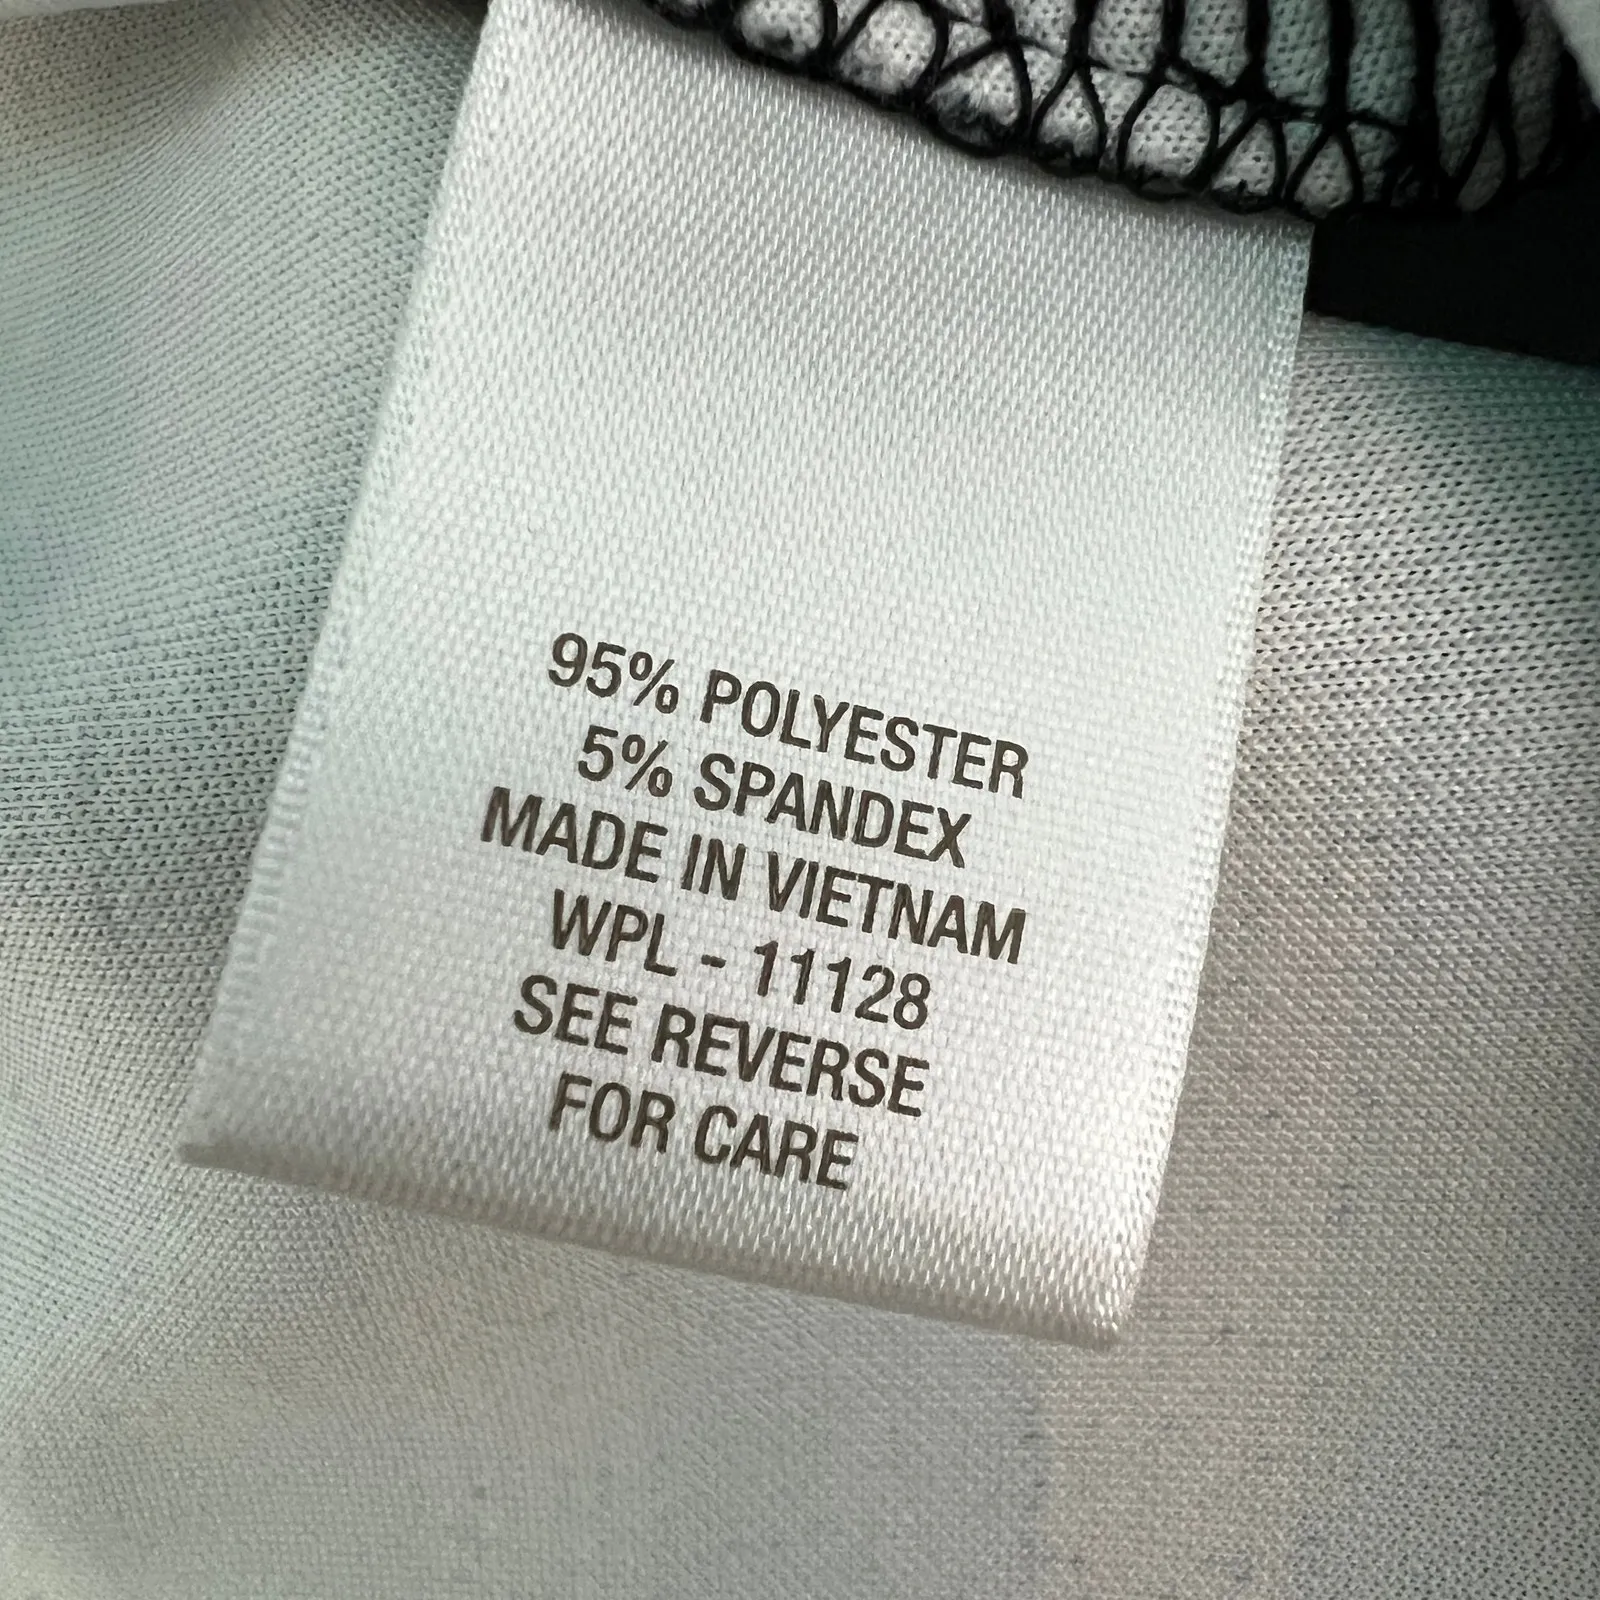 95% POLYESTER
5% SPANDEX
MADE IN VIETNAM
WPL - 11128
SEE REVERSE
FOR CARE